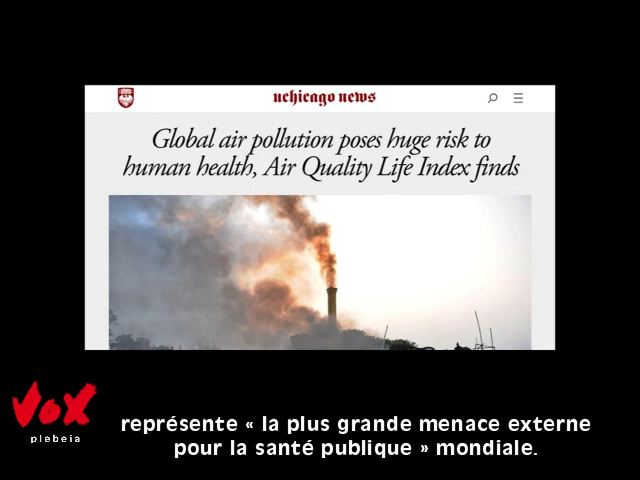 uchicago news
Global air pollution poses huge risk to
human health, Air Quality Life Index finds
VOX
plebeia
représente « la plus grande menace externe
pour la santé publique » mondiale.